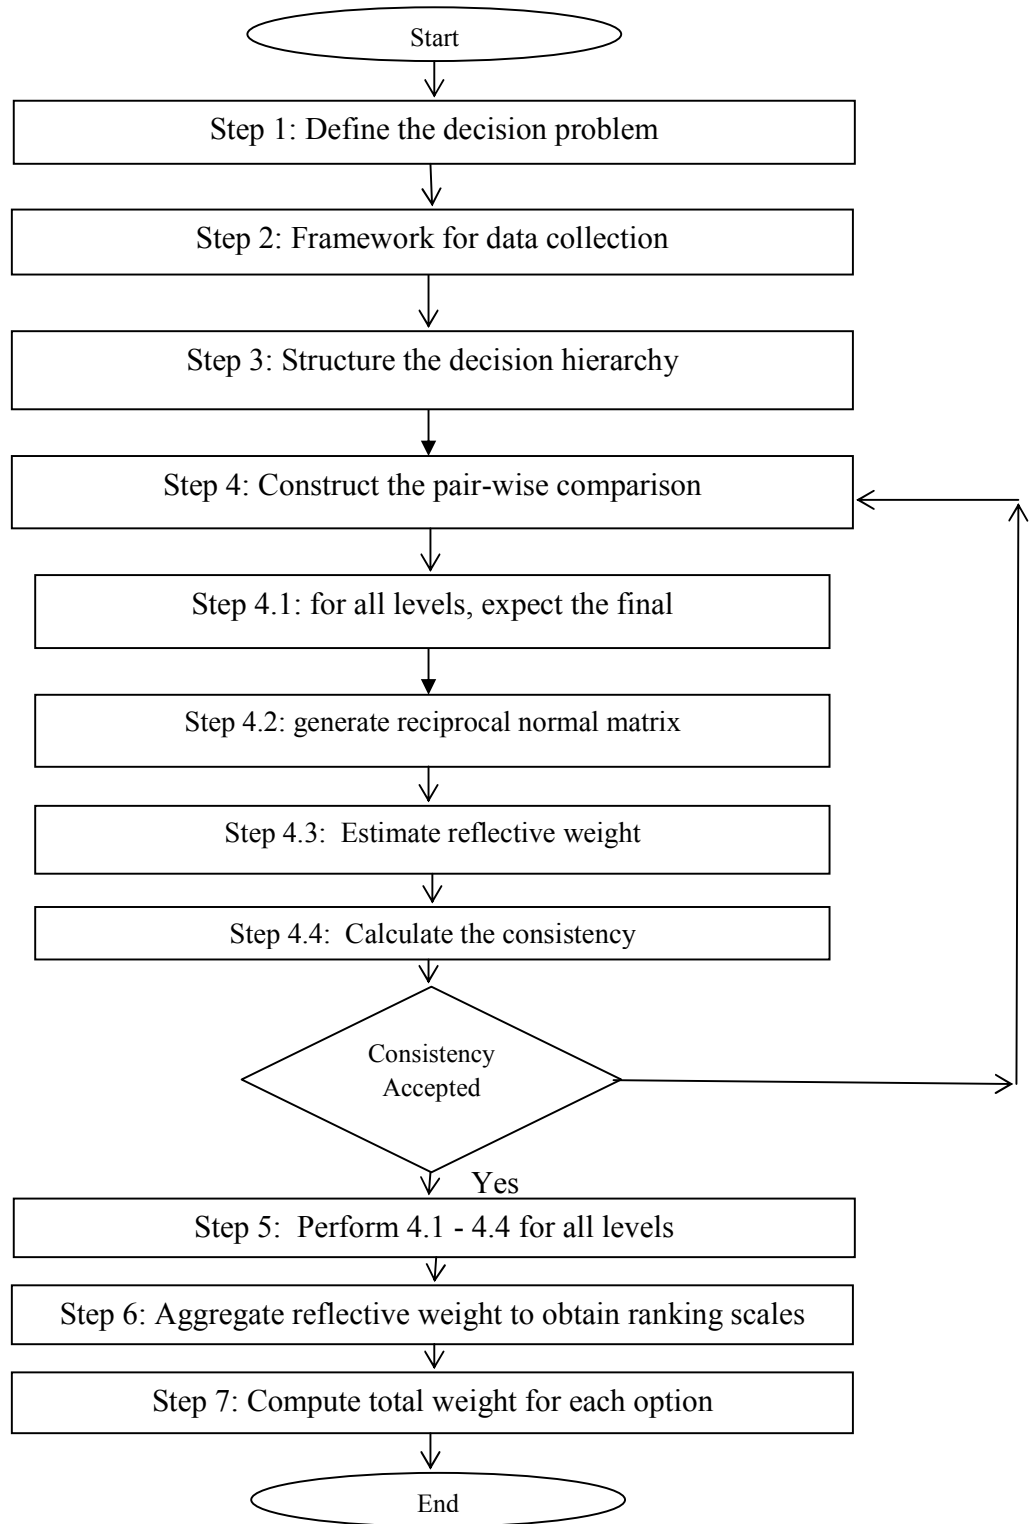 Start
Step 1: Define the decision problem
Step 2: Framework for data collection
Step 3: Structure the decision hierarchy
Step 4: Construct the pair-wise comparison
Step 4.1: for all levels, expect the final
Step 4.2: generate reciprocal normal matrix
Step 4.3:  Estimate reflective weight
Step 4.4:  Calculate the consistency
Consistency
Accepted
Yes
Step 5:  Perform 4.1 - 4.4 for all levels
Step 6: Aggregate reflective weight to obtain ranking scales
Step 7: Compute total weight for each option
End